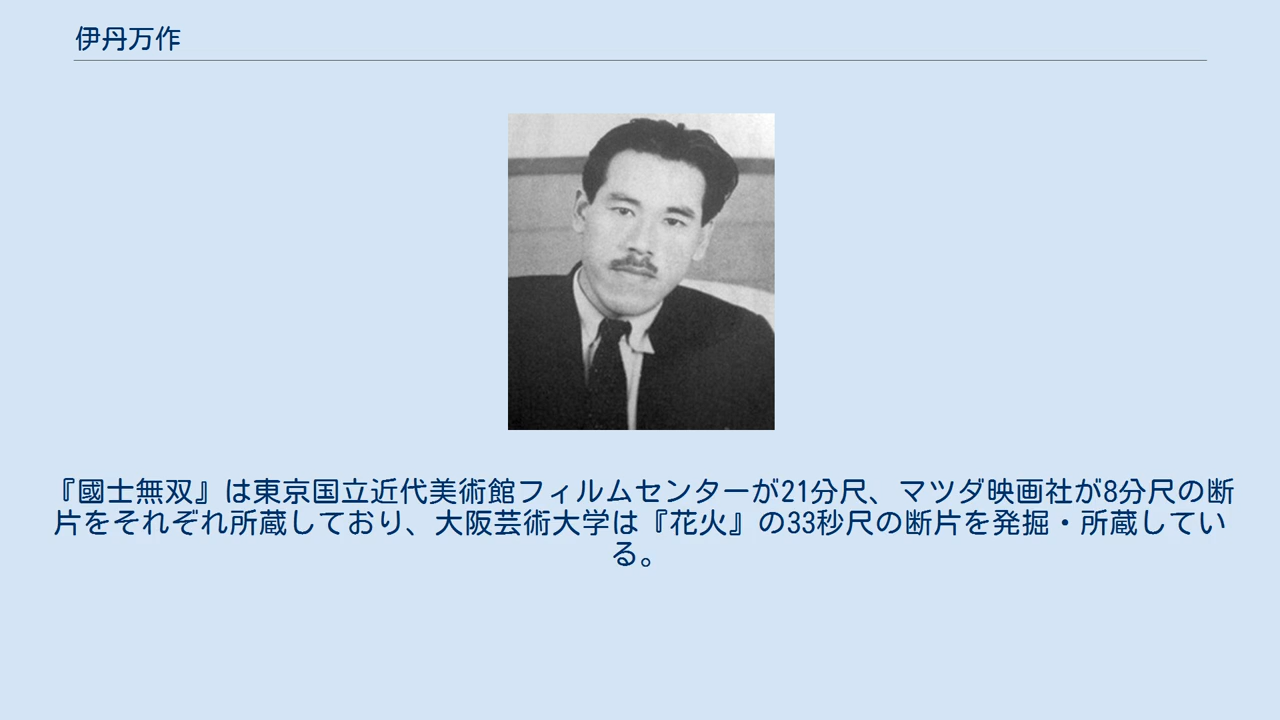 伊丹万作
『國士無双』は東京国立近代美術館フィルムセンターが21分尺、マツダ映画社が8分尺の断
片をそれぞれ所蔵しており、大阪芸術大学は『花火』の33秒尺の断片を発掘・所蔵してい
る。